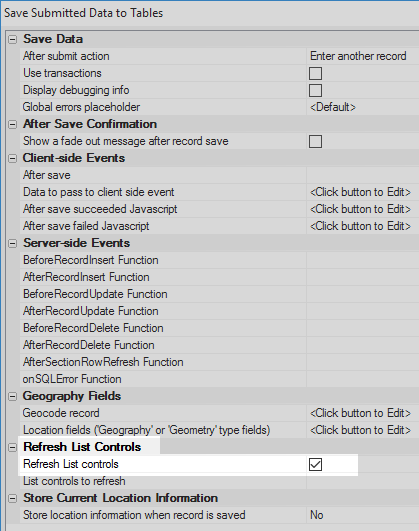 Save Submitted Data to Tables
Save Data
After submit action Enter another record
Use transactions
Display debugging info
Global errors placeholder <Default>
After Save Confirmation
Show a fade out message after record save
Client-side Events
After save
Data to pass to client side event <Click button to Edit>
After save succeeded Javascript <Click button to Edit>
After save failed Javascript <Click button to Edit>
Server-side Events
BeforeRecordInsert Function
AfterRecordInsert Function
BeforeRecordUpdate Function
AfterRecordUpdate Function
BeforeRecordDelete Function
AfterRecordDelete Function
AfterSectionRowRefresh Function
onSQLError Function
Geography Fields
Geocode record <Click button to Edit>
Location fields ('Geography' or 'Geometry' type fields) <Click button to Edit>
Refresh List Controls
Refresh List controls
List controls to refresh
Store Current Location Information
Store location information when record is saved No